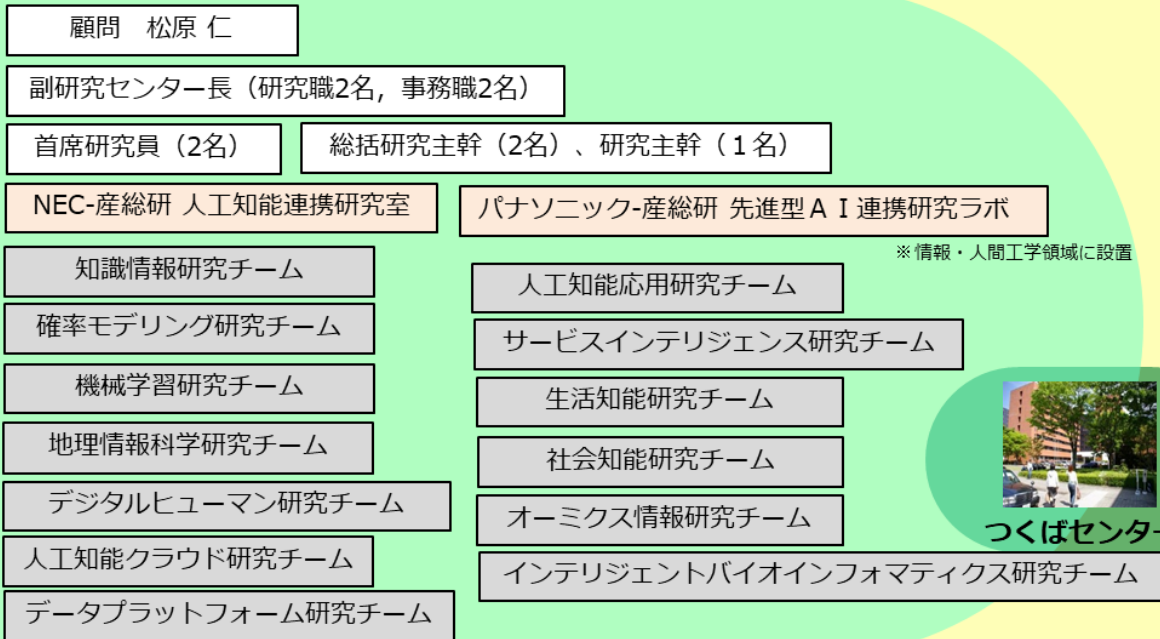 顧問　松原 仁
副研究センター長（研究職2名，事務職2名）
首席研究員（2名）
総括研究主幹（2名）、研究主幹（１名）
NEC-産総研 人工知能連携研究室
パナソニック-産総研 先進型ＡＩ連携研究ラボ
※情報・人間工学領域に設置
知識情報研究チーム
確率モデリング研究チーム
機械学習研究チーム
地理情報科学研究チーム
デジタルヒューマン研究チーム
人工知能クラウド研究チーム
データプラットフォーム研究チーム
人工知能応用研究チーム
サービスインテリジェンス研究チーム
生活知能研究チーム
社会知能研究チーム
オーミクス情報研究チーム
インテリジェントバイオインフォマティクス研究チーム
つくばセンター